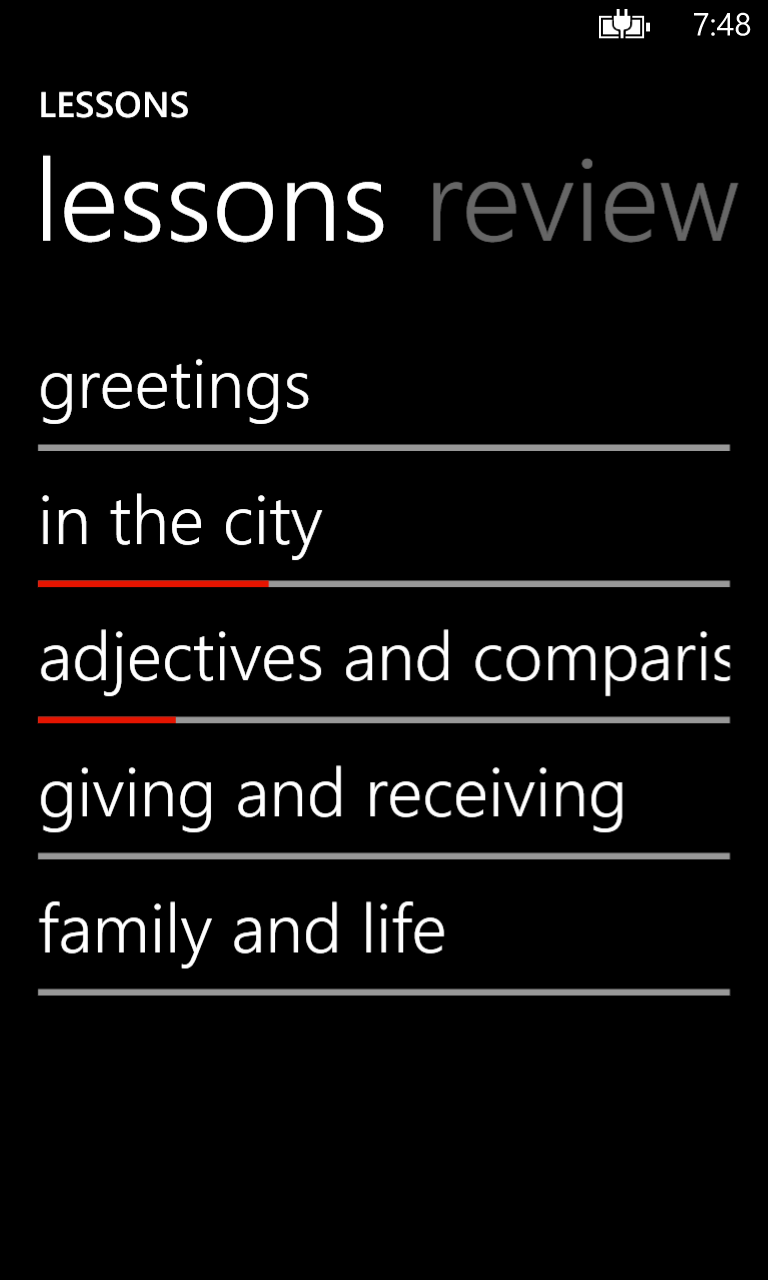 7:48
LESSONS
lessons review
greetings
in the city
adjectives and comparis
giving and receiving
family and life